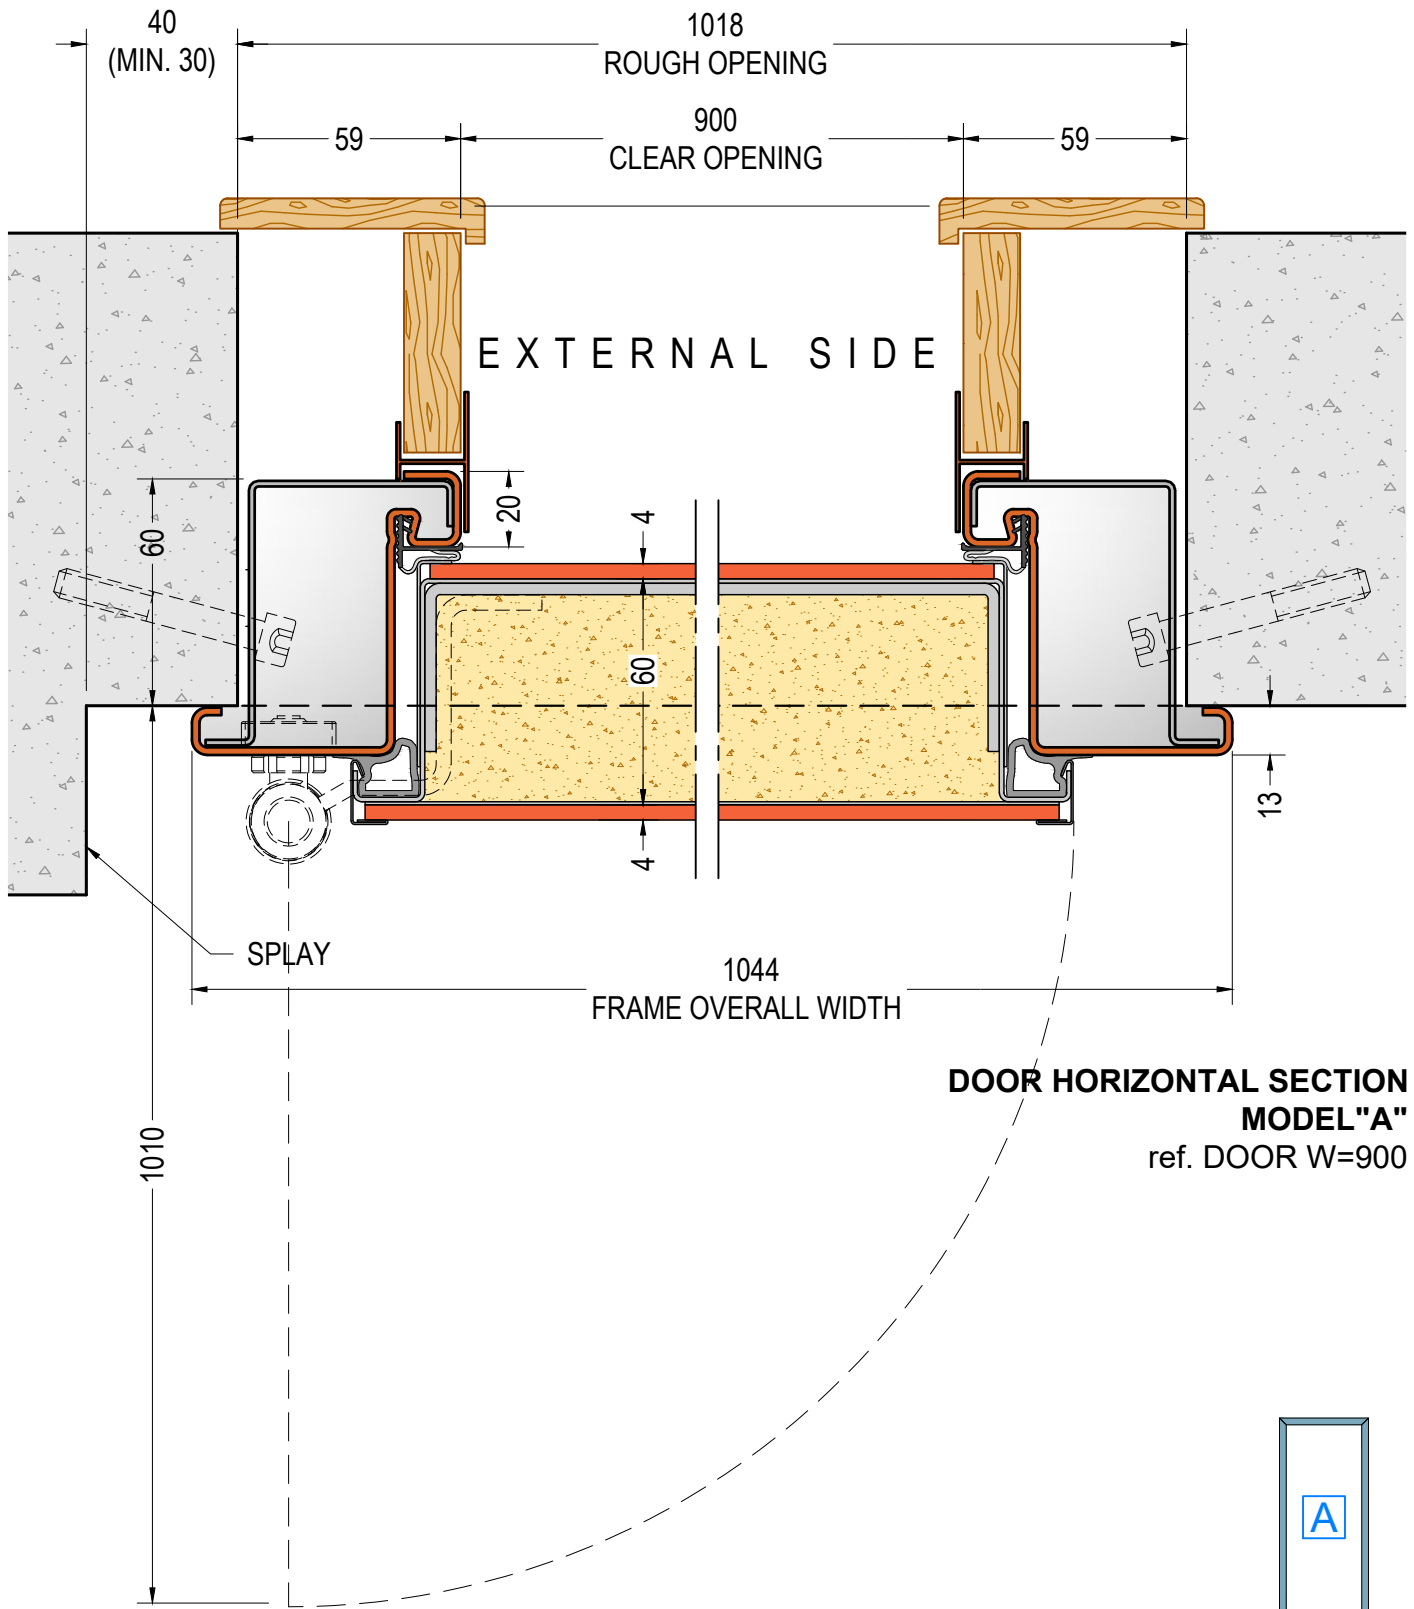 40
(MIN. 30)
1018
ROUGH OPENING
59
900
CLEAR OPENING
59
EXTERNAL SIDE
20
4
60
60
13
4
SPLAY
1044
FRAME OVERALL WIDTH
DOOR HORIZONTAL SECTION
MODEL"A"
ref. DOOR W=900
1010
A